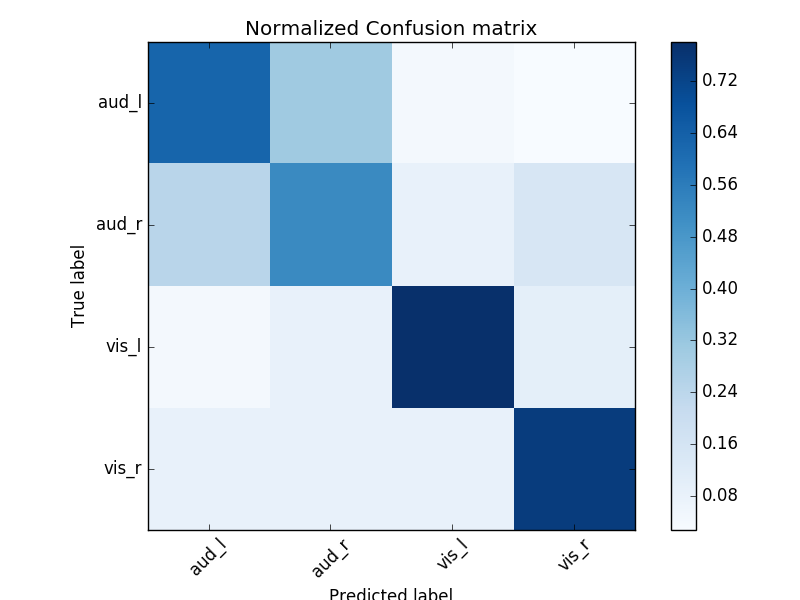 Normalized Confusion matrix
aud_l
aud_r
vis_l
vis_r
True label
aud_l
aud_r
vis_l
vis_r
Predicted label
0.72
0.64
0.56
0.48
0.40
0.32
0.24
0.16
0.08